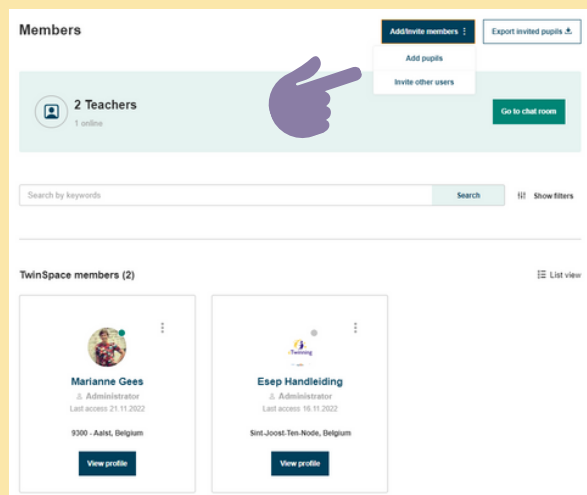 Members
Add/Invite members
Export invited pupils
Add pupils
Invite other users
2 Teachers
1 online
Go to chat room
Search by keywords
Search
Show filters
TwinSpace members (2)
List view
Marianne Gees
Administrator
Last access 21.11.2022
9300 - Aalst, Belgium
View profile
eTwinning
Esep Handleiding
Administrator
Last access 16.11.2022
Sint-Joost-Ten-Node, Belgium
View profile